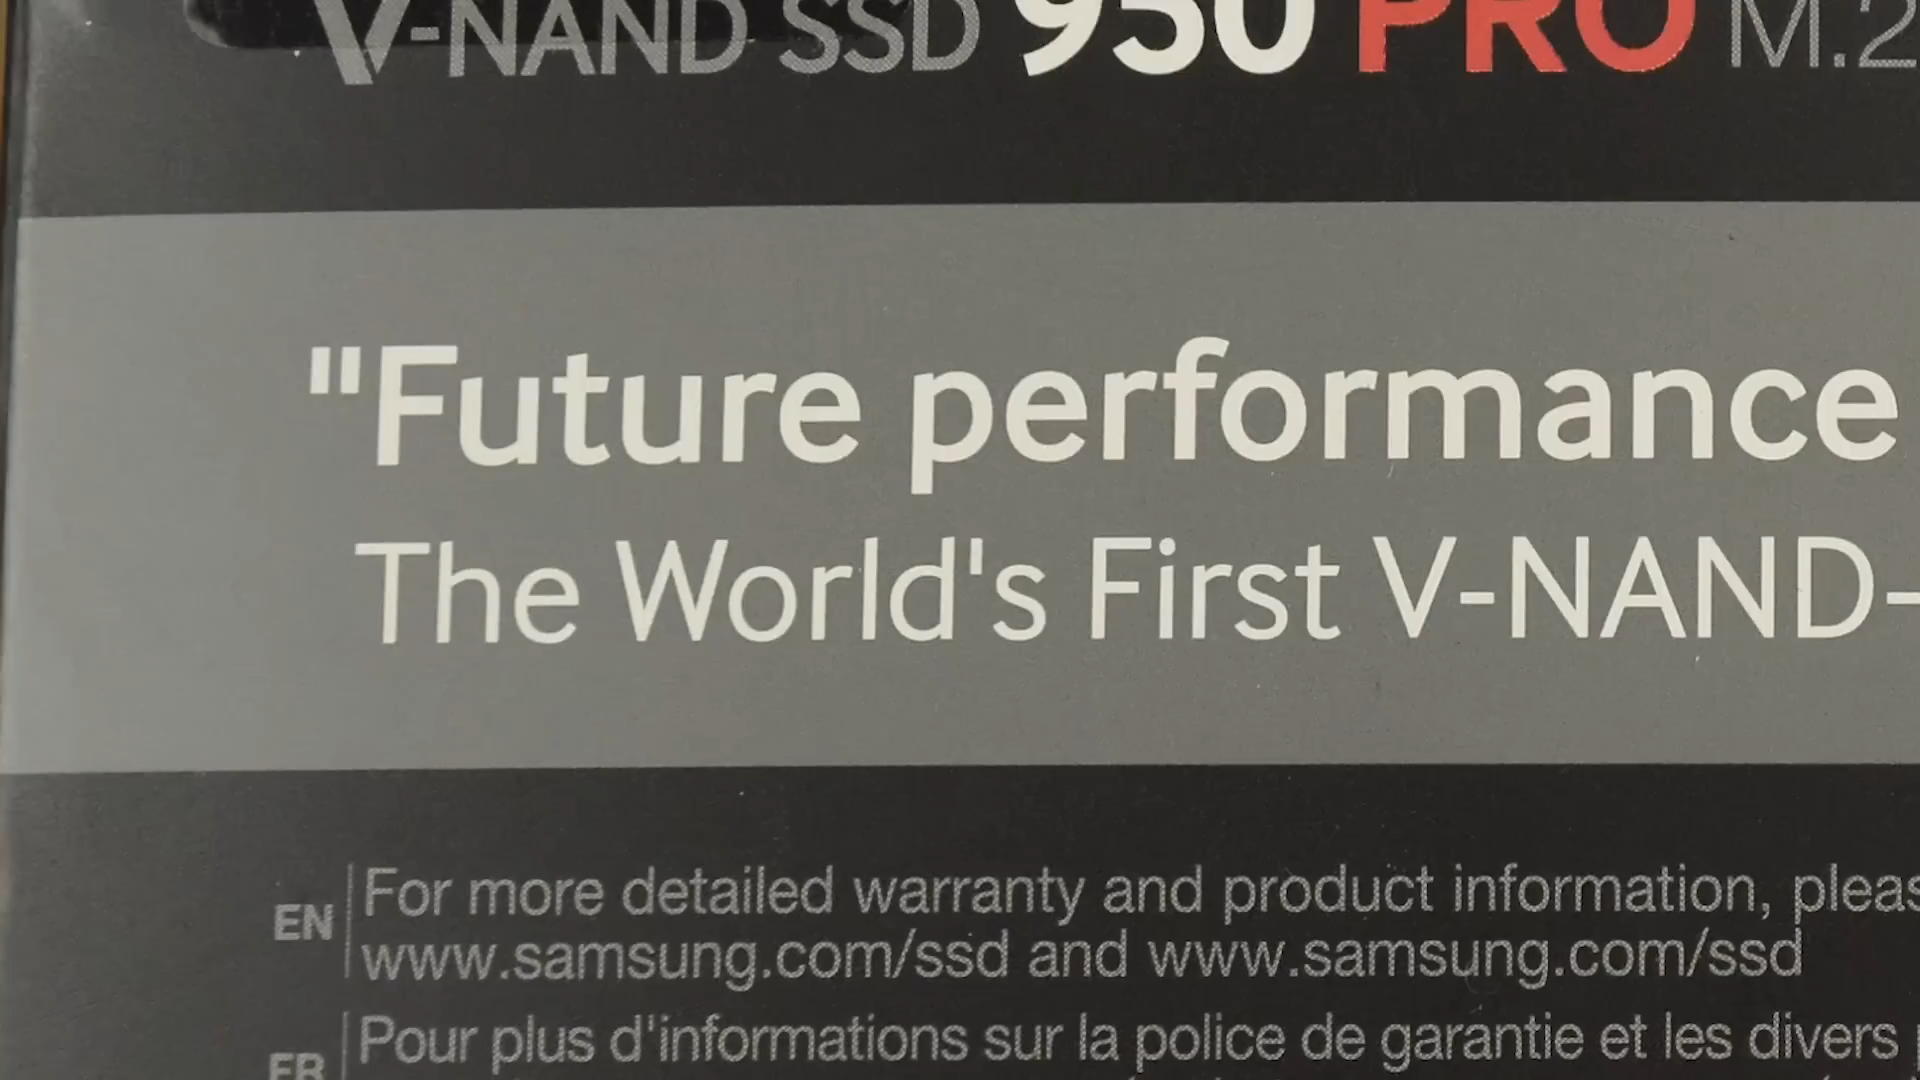 V-NAND SSD 950 PRO M.2
"Future performance
The World's First V-NAND-
EN
For more detailed warranty and product information,
www.samsung.com/ssd and www.samsung.com/ssd
FR
Pour plus d'informations sur la police de garantie et les divers